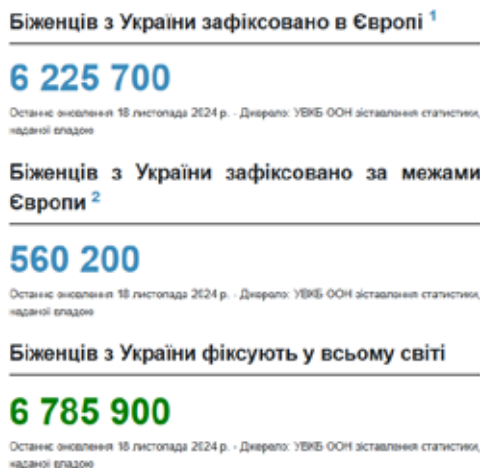 Біженців з України зафіксовано в Європі 1
6 225 700
Останнє оновлення 18 листопада 2024 р. - Джерело: УВКБ ООН зіставлення статистики,
наданої владою
Біженців з України зафіксовано за межами
Європи 2
560 200
Останнє оновлення 18 листопада 2024 р. - Джерело: УВКБ ООН зіставлення статистики,
наданої владою
Біженців з України фіксують у всьому світі
6 785 900
Останнє оновлення 18 листопада 2024 р. - Джерело: УВКБ ООН зіставлення статистики,
наданої владою